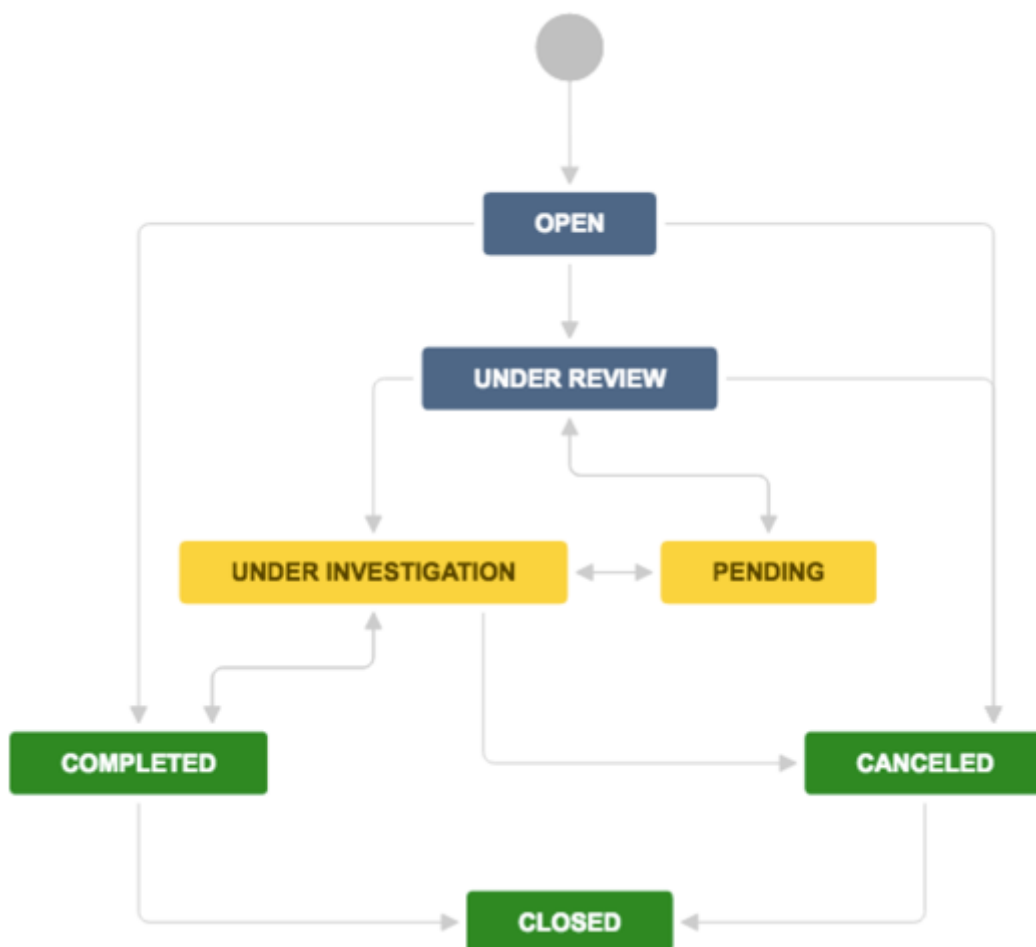 OPEN
UNDER REVIEW
UNDER INVESTIGATION
PENDING
COMPLETED
CANCELED
CLOSED